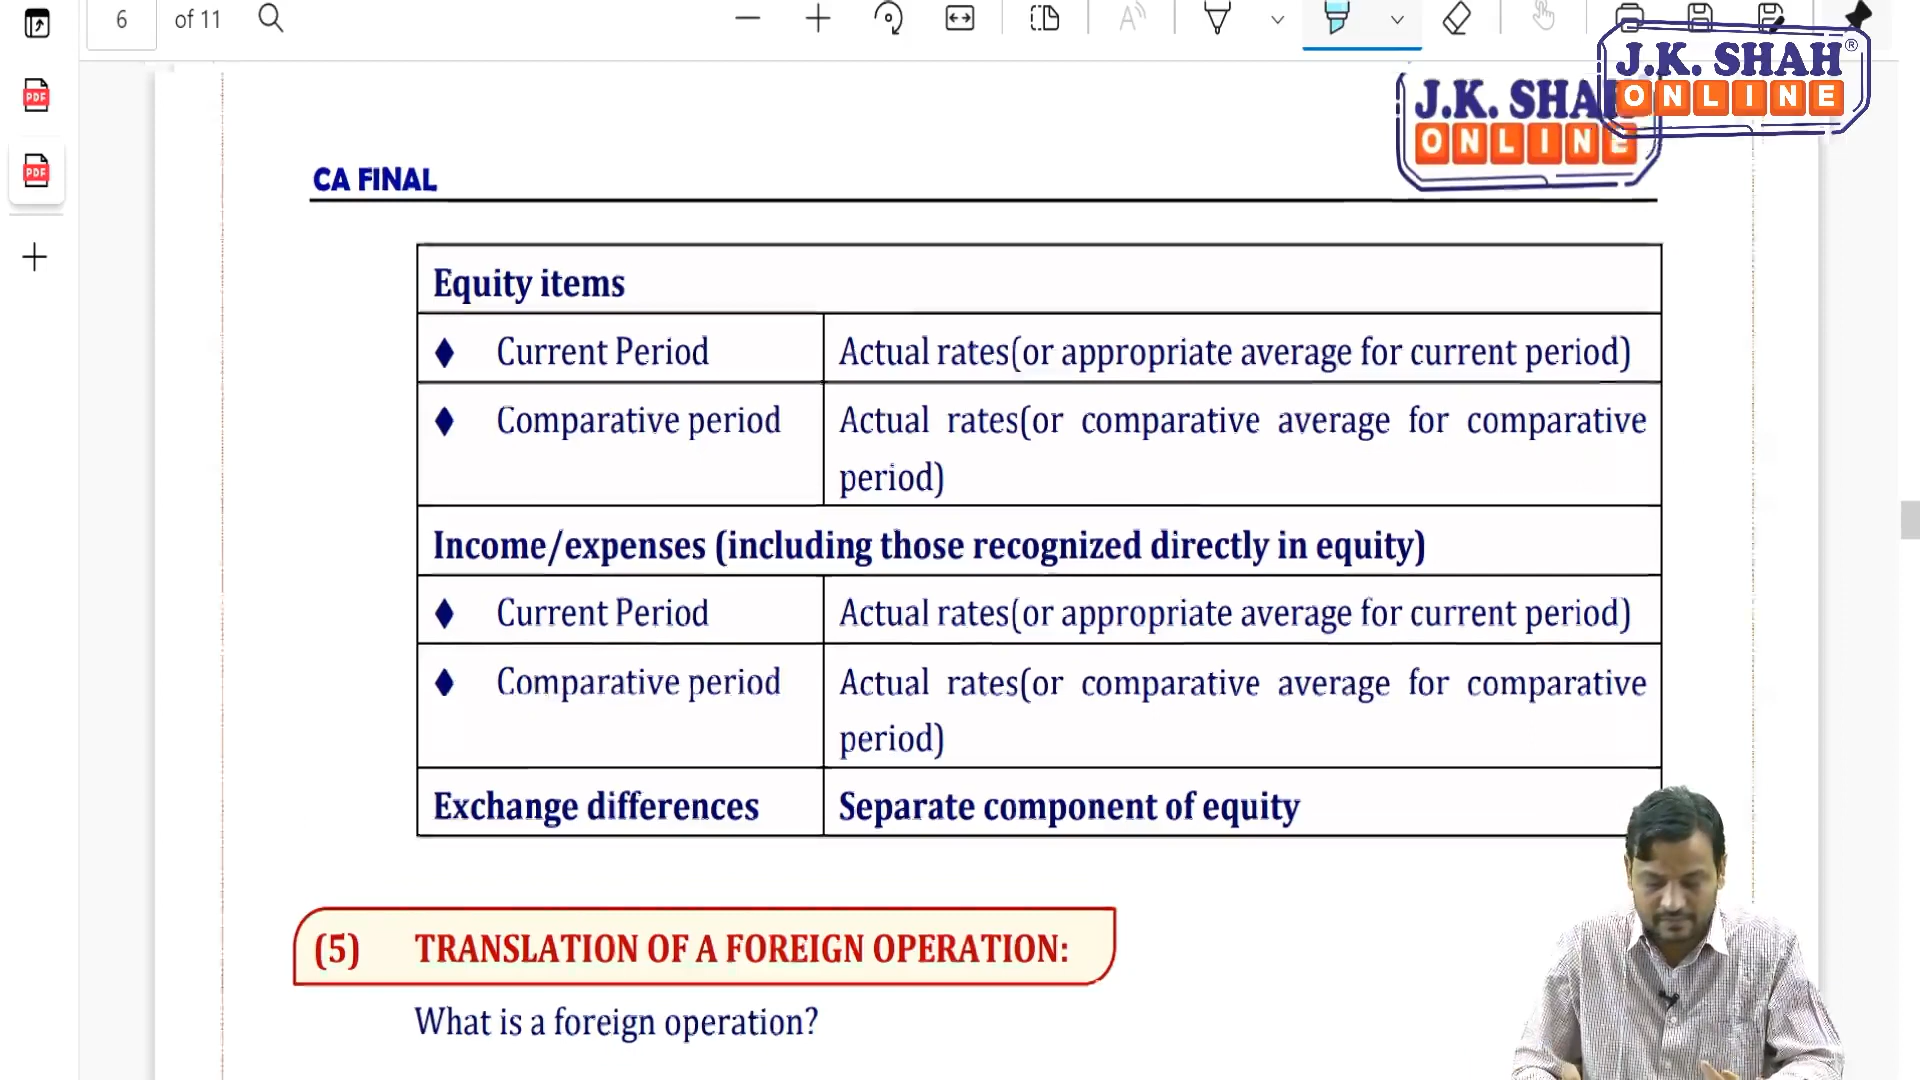 6 of 11
PDF
PDF
J.K. SHAH®
ONLINE
J.K. SHA
ONLINE
CA FINAL
Equity items
♦ Current Period Actual rates(or appropriate average for current period)
♦ Comparative period Actual rates(or comparative average for comparative
period)
Income/expenses (including those recognized directly in equity)
♦ Current Period Actual rates(or appropriate average for current period)
♦ Comparative period Actual rates(or comparative average for comparative
period)
Exchange differences Separate component of equity
(5) TRANSLATION OF A FOREIGN OPERATION:
What is a foreign operation?